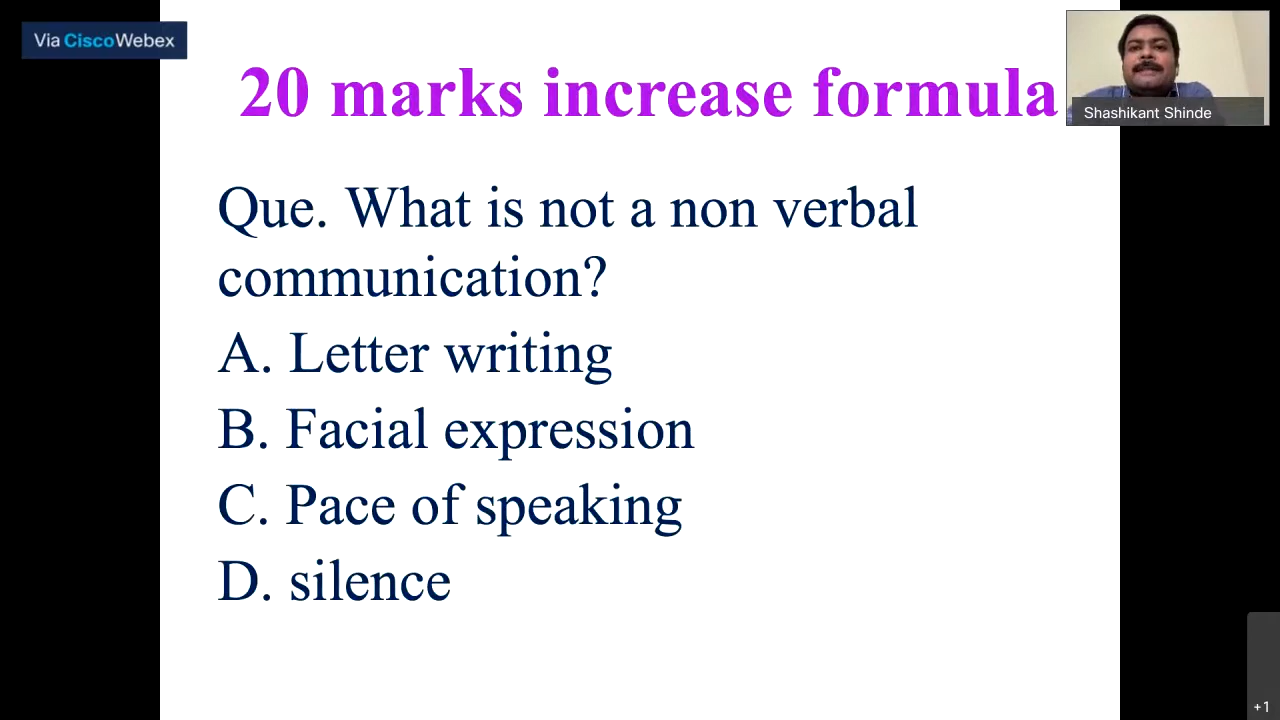 Via CiscoWebex
20 marks increase formula
Shashikant Shinde
Que. What is not a non verbal
communication?
A. Letter writing
B. Facial expression
C. Pace of speaking
D. silence
+1